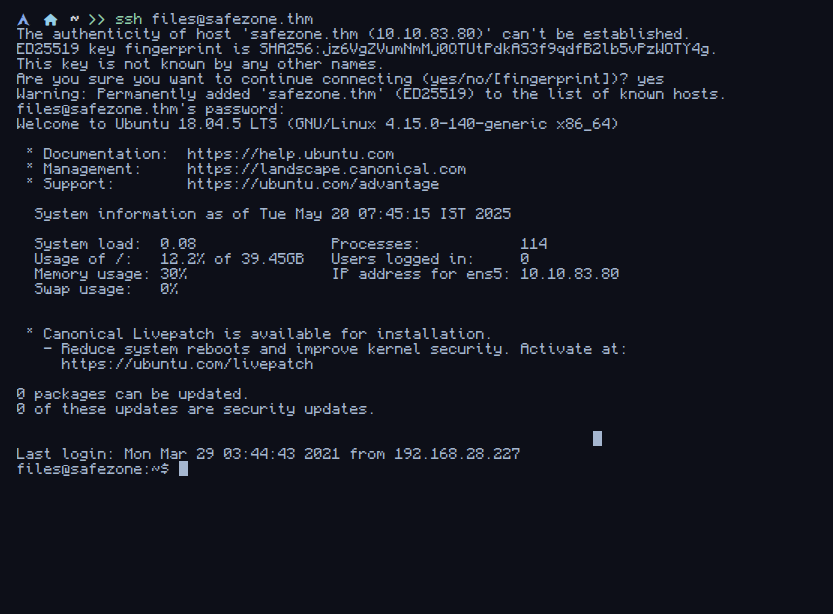 ~ >> ssh files@safezone.thm
The authenticity of host 'safezone.thm (10.10.83.80)' can't be established.
ED25519 key fingerprint is SHA256:jz6VgZVumNmMj0QTUtPdkAS3f9qdfB2lb5vPzWOTY4g.
This key is not known by any other names.
Are you sure you want to continue connecting (yes/no/[fingerprint])? yes
Warning: Permanently added 'safezone.thm' (ED25519) to the list of known hosts.
files@safezone.thm's password:
Welcome to Ubuntu 18.04.5 LTS (GNU/Linux 4.15.0-140-generic x86_64)
* Documentation:  https://help.ubuntu.com
* Management:     https://landscape.canonical.com
* Support:        https://ubuntu.com/advantage
System information as of Tue May 20 07:45:15 IST 2025
System load:  0.08               Processes:           114
Usage of /:   12.2% of 39.45GB   Users logged in:     0
Memory usage: 30%                IP address for ens5: 10.10.83.80
Swap usage:   0%
* Canonical Livepatch is available for installation.
- Reduce system reboots and improve kernel security. Activate at:
https://ubuntu.com/livepatch
0 packages can be updated.
0 of these updates are security updates.
Last login: Mon Mar 29 03:44:43 2021 from 192.168.28.227
files@safezone:~$